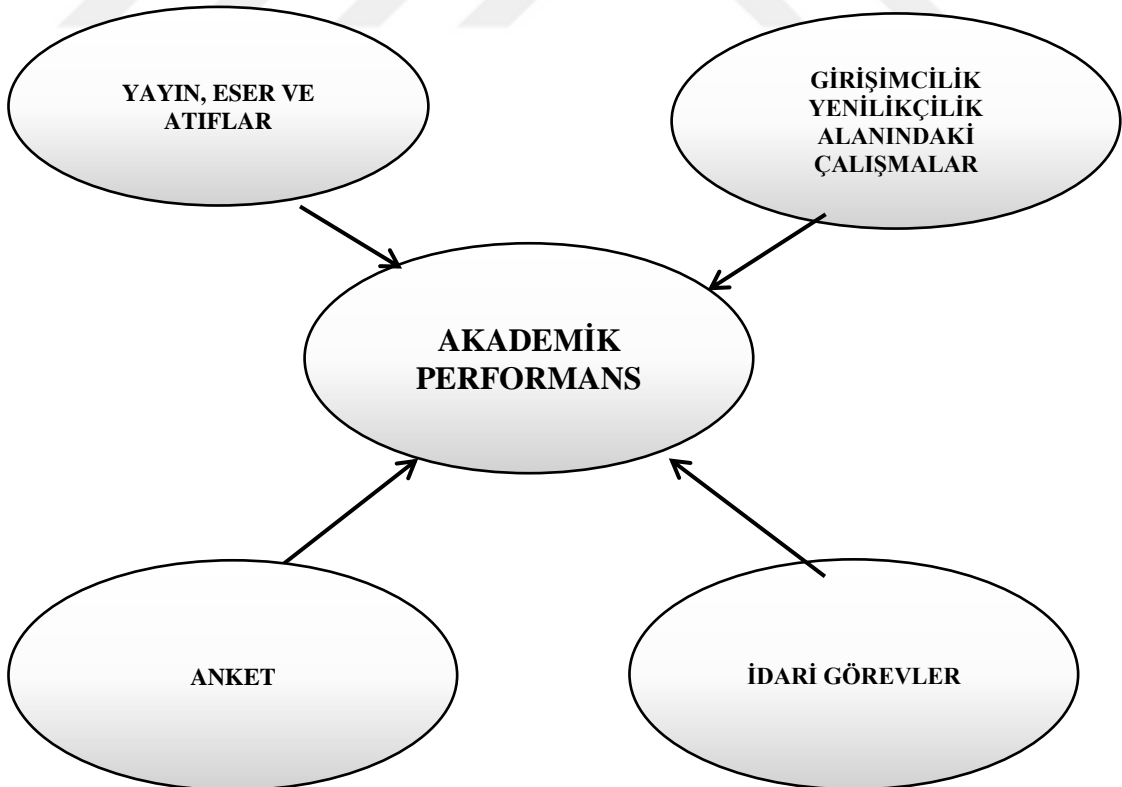 YAYIN, ESER VE
ATIFLAR
GİRİŞİMCİLİK
YENİLİKÇİLİK
ALANINDAKİ
ÇALIŞMALAR
AKADEMİK
PERFORMANS
ANKET
İDARİ GÖREVLER